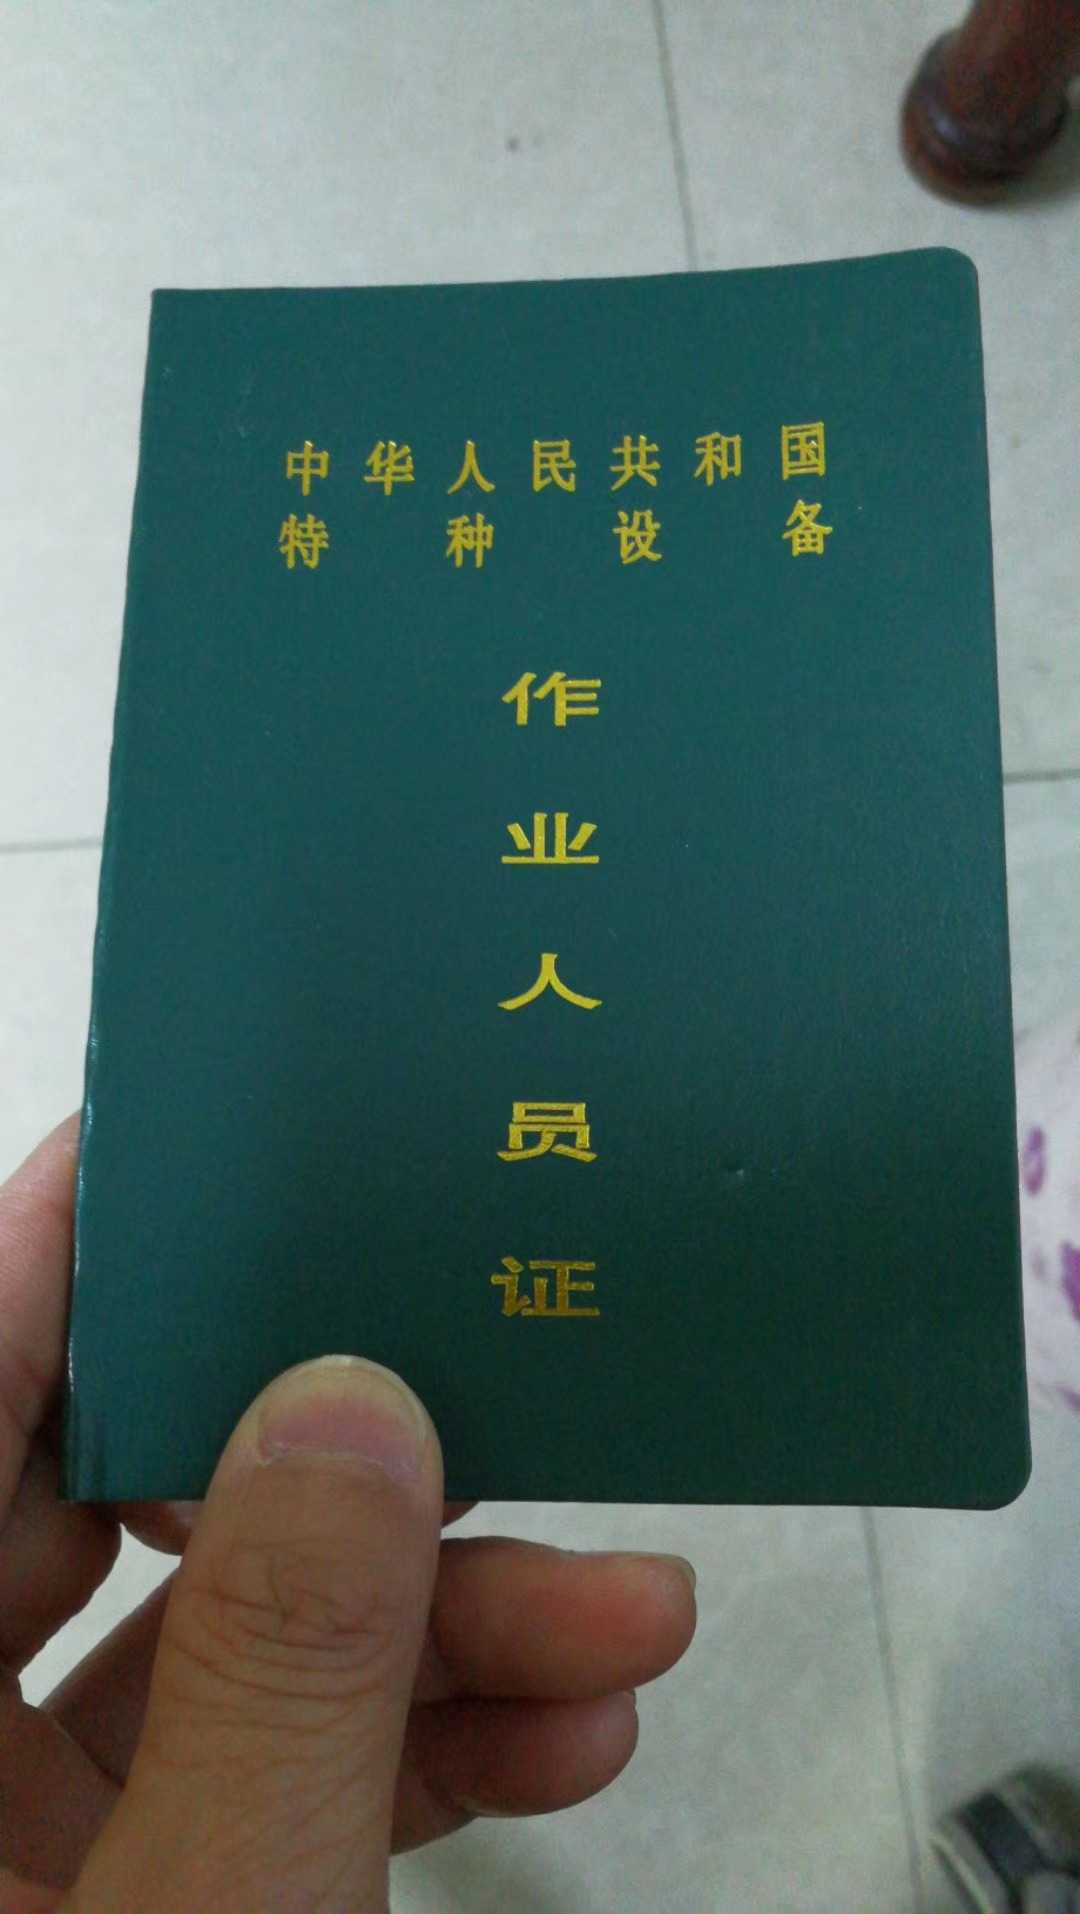 中华人民共和国
特种设备
作业人员证